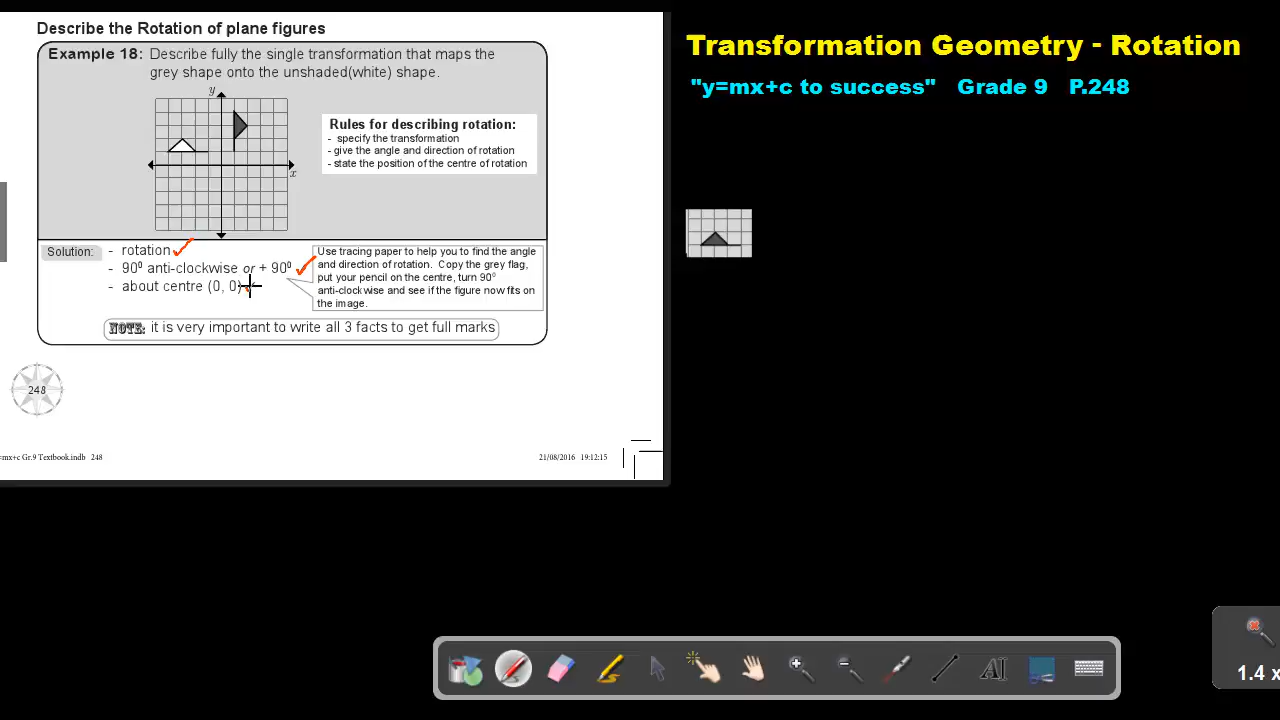 Describe the Rotation of plane figures
Example 18: Describe fully the single transformation that maps the
grey shape onto the unshaded(white) shape.
y
x
Rules for describing rotation:
- specify the transformation
- give the angle and direction of rotation
- state the position of the centre of rotation
Solution:
- rotation
- 90⁰ anti-clockwise or + 90⁰
- about centre (0, 0)
Use tracing paper to help you to find the angle
and direction of rotation. Copy the grey flag,
put your pencil on the centre, turn 90⁰
anti-clockwise and see if the figure now fits on
the image.
NOTE: it is very important to write all 3 facts to get full marks
248
=mx+c Gr.9 Textbook.indb 248
21/08/2016 19:12:15
Transformation Geometry - Rotation
"y=mx+c to success" Grade 9 P.248
AI
1.4 x